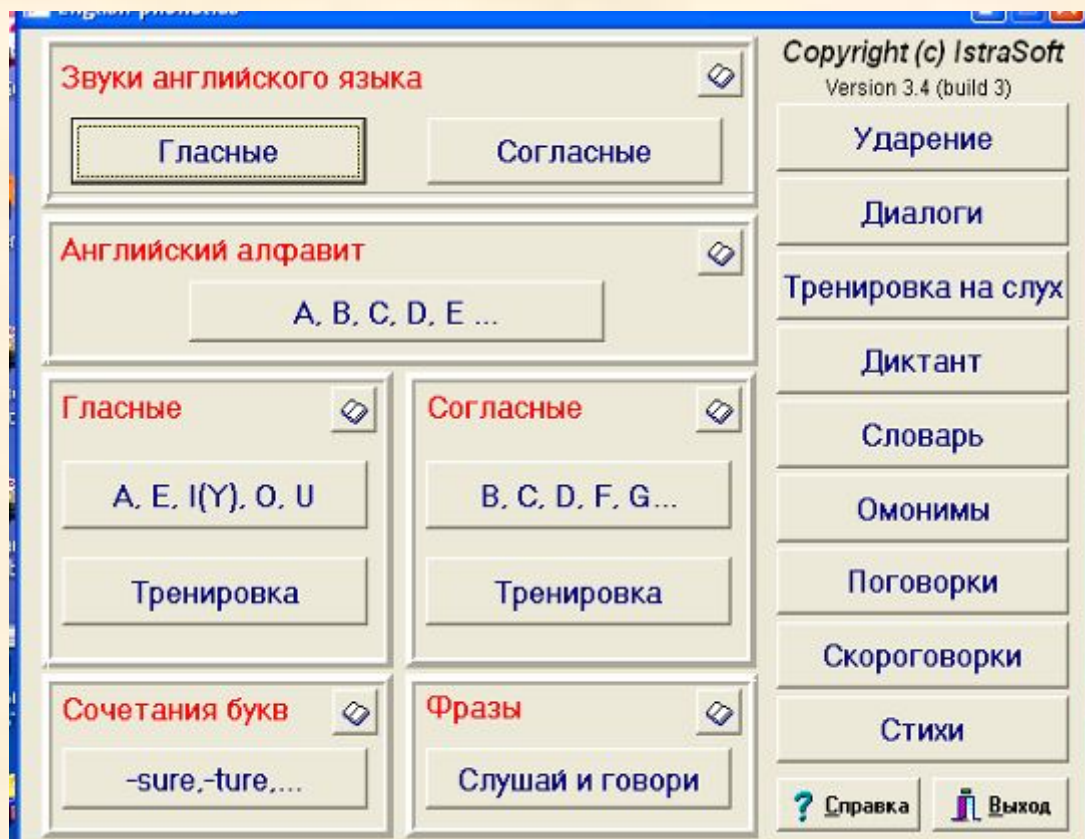 English phonetics
Звуки английского языка
Гласные
Согласные
Английский алфавит
A, B, C, D, E ...
Гласные
A, E, I(Y), O, U
Тренировка
Согласные
B, C, D, F, G...
Тренировка
Сочетания букв
-sure,-ture,...
Фразы
Слушай и говори
Copyright (c) IstraSoft
Version 3.4 (build 3)
Ударение
Диалоги
Тренировка на слух
Диктант
Словарь
Омонимы
Поговорки
Скороговорки
Стихи
? Справка
Выход